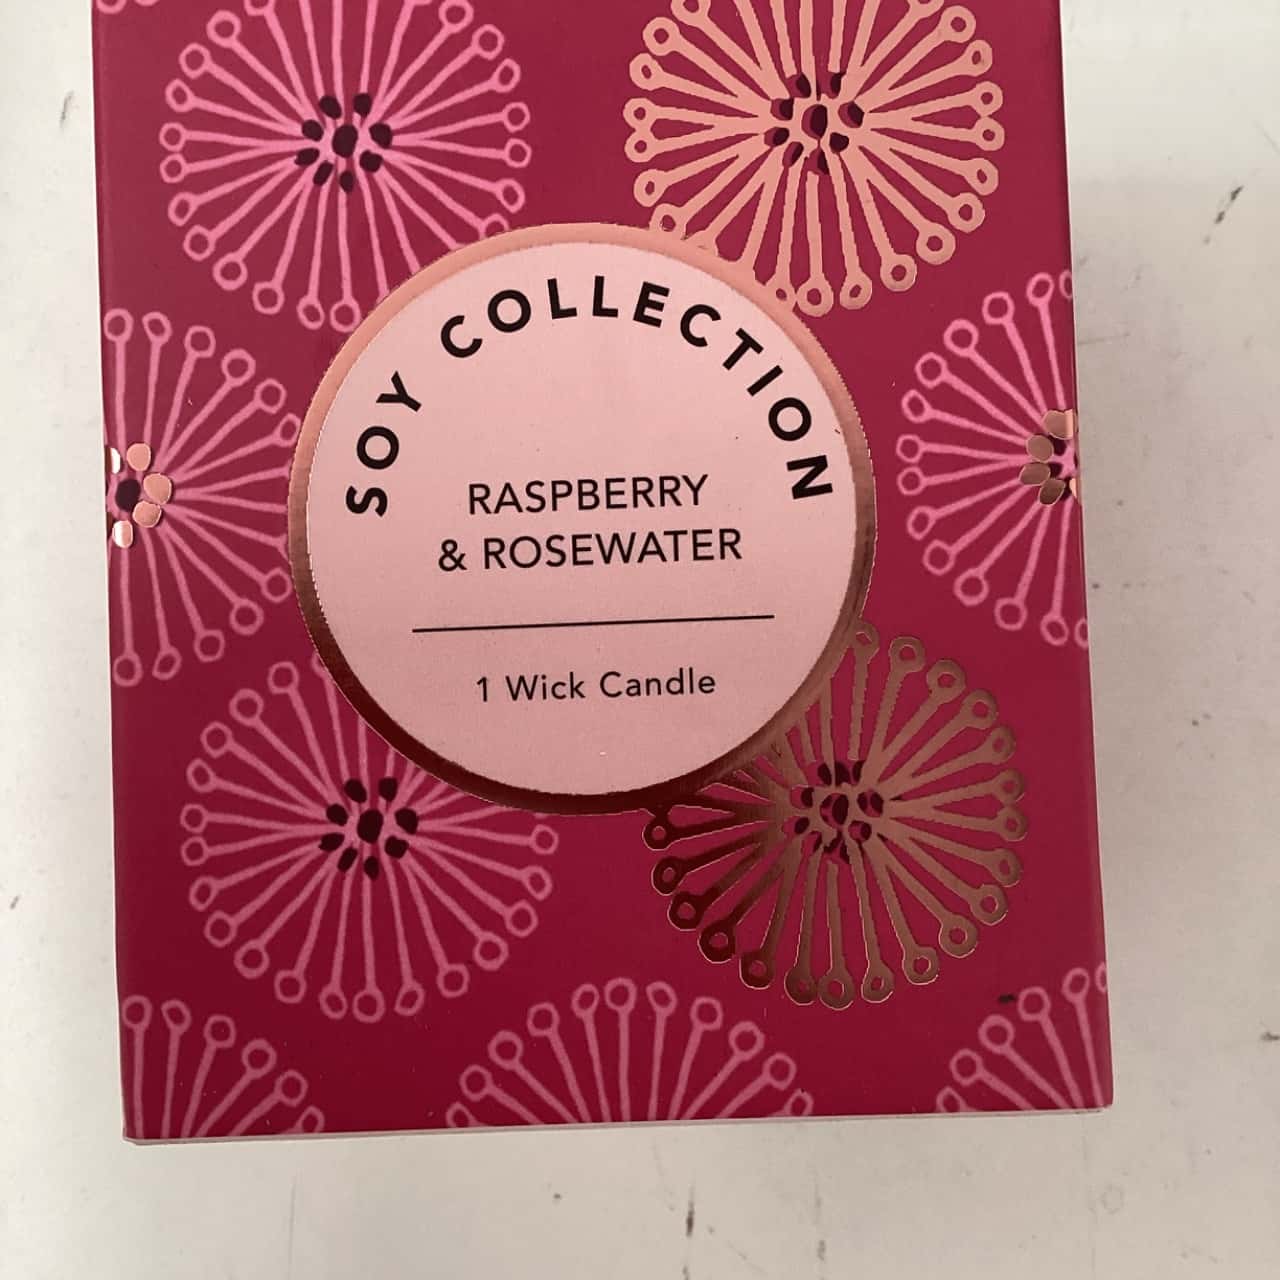 SOY COLLECTION
RASPBERRY
& ROSEWATER
1 Wick Candle